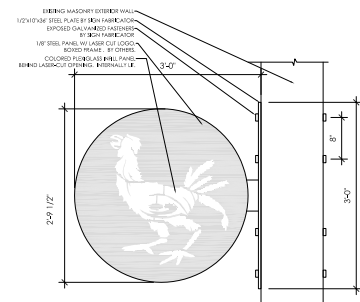 EXISTING MASONRY EXTERIOR WALL
1/2"x10"x36" STEEL PLATE BY SIGN FABRICATOR
EXPOSED GALVANIZED FASTENERS
BY SIGN FABRICATOR
1/8" STEEL PANEL W/ LASER CUT LOGO.
BOXED FRAME. BY OTHERS.
COLORED PLEXIGLASS INFILL PANEL
BEHIND LASER-CUT OPENING. INTERNALLY LIT.
3'-0"
8"
2'-9 1/2"
3'-0"